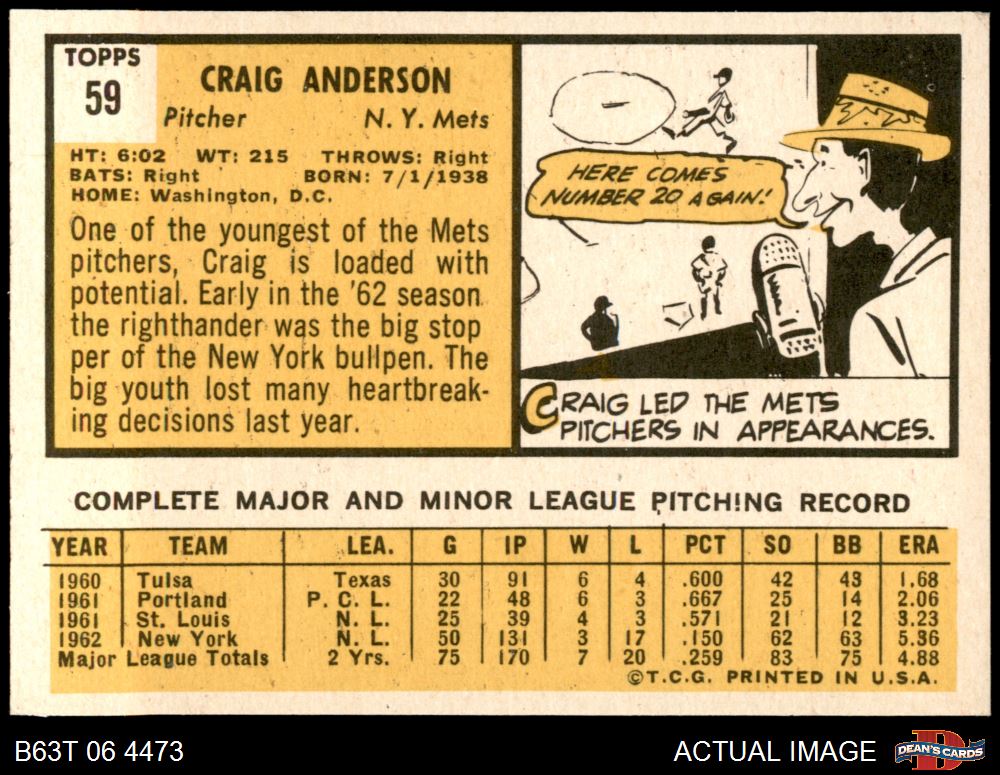 TOPPS
59
CRAIG ANDERSON
Pitcher N. Y. Mets
HT: 6:02 WT: 215 THROWS: Right
BATS: Right BORN: 7/1/1938
HOME: Washington, D.C.
One of the youngest of the Mets
pitchers, Craig is loaded with
potential. Early in the '62 season
the righthander was the big stop
per of the New York bullpen. The
big youth lost many heartbreak-
ing decisions last year.
HERE COMES
NUMBER 20 AGAIN!
CRAIG LED THE METS
PITCHERS IN APPEARANCES.
COMPLETE MAJOR AND MINOR LEAGUE PITCHING RECORD
YEAR TEAM LEA. G IP W L PCT SO BB ERA
1960 Tulsa Texas 30 91 6 4 .600 42 43 1.68
1961 Portland P. C. L. 22 48 6 3 .667 25 14 2.06
1961 St. Louis N. L. 25 39 4 3 .571 21 12 3.23
1962 New York N. L. 50 131 3 17 .150 62 63 5.36
Major League Totals 2 Yrs. 75 170 7 20 .259 83 75 4.88
©T.C.G. PRINTED IN U.S.A.
B63T 06 4473 ACTUAL IMAGE DEAN'S CARDS